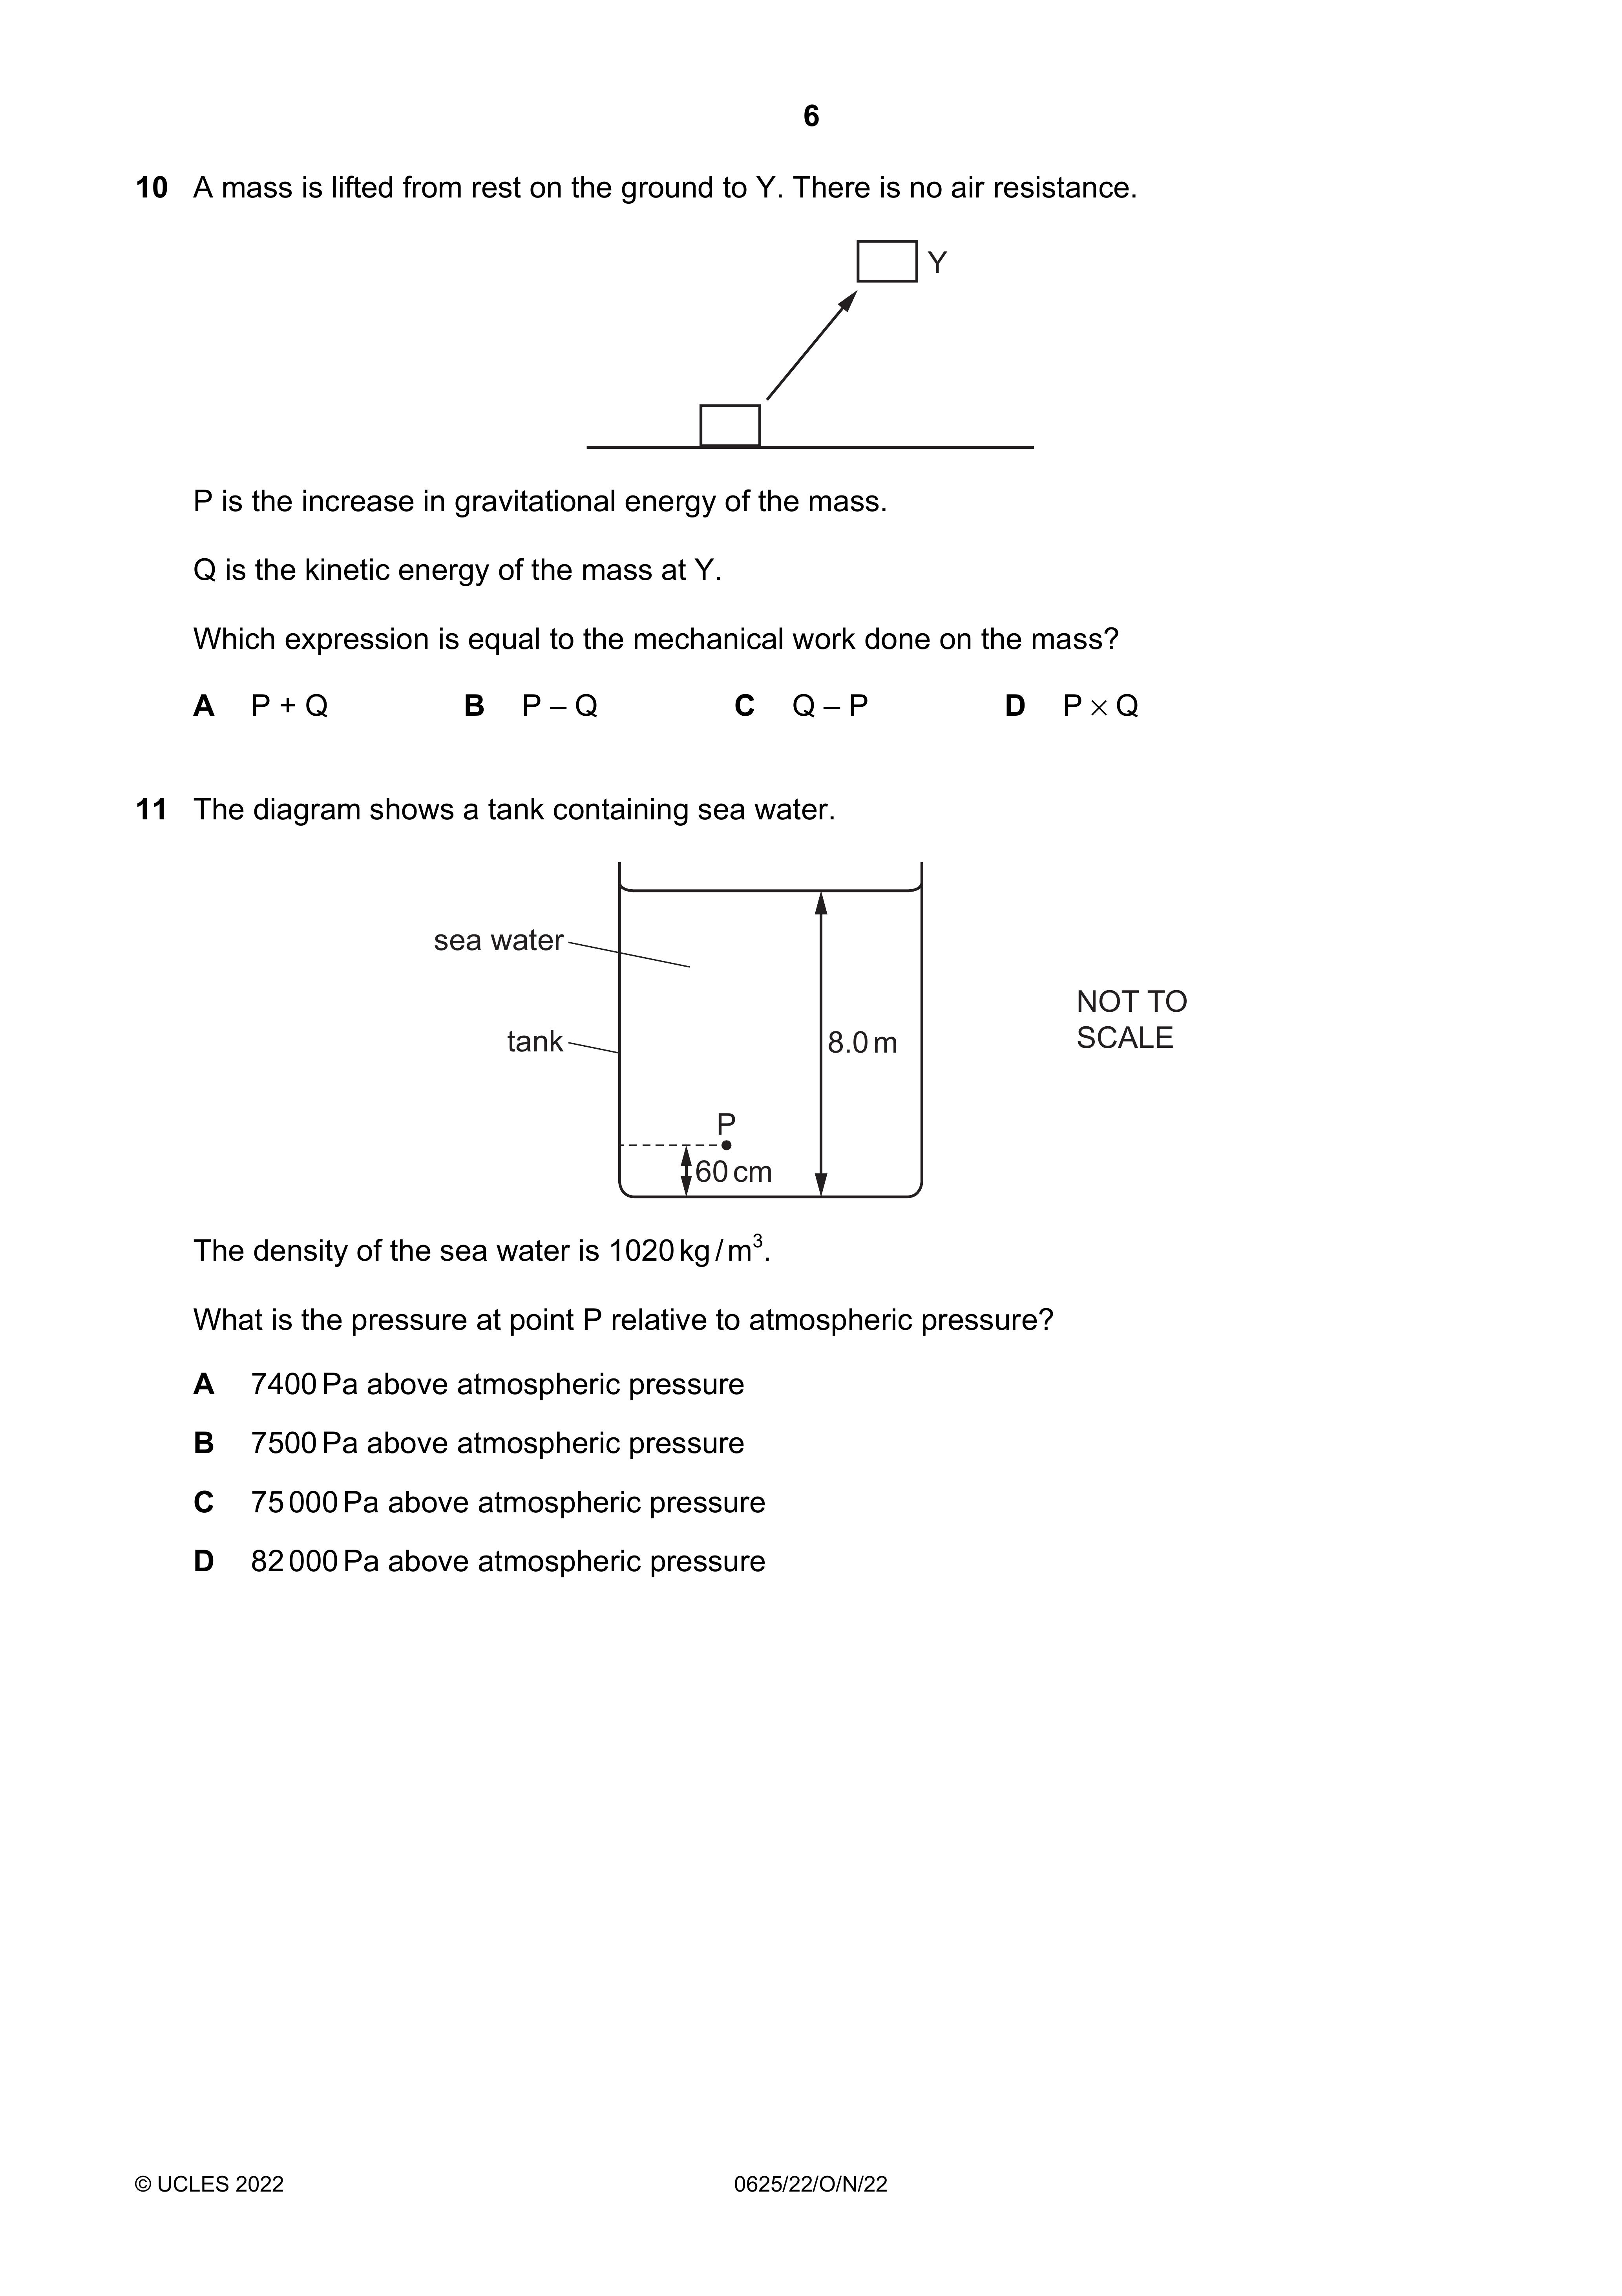 6
10 A mass is lifted from rest on the ground to Y. There is no air resistance.
Y
P is the increase in gravitational energy of the mass.
Q is the kinetic energy of the mass at Y.
Which expression is equal to the mechanical work done on the mass?
A P + Q B P – Q C Q – P D P × Q
11 The diagram shows a tank containing sea water.
sea water
tank
8.0 m
NOT TO
SCALE
P
60 cm
The density of the sea water is 1020 kg / m³.
What is the pressure at point P relative to atmospheric pressure?
A 7400 Pa above atmospheric pressure
B 7500 Pa above atmospheric pressure
C 75 000 Pa above atmospheric pressure
D 82 000 Pa above atmospheric pressure
© UCLES 2022 0625/22/O/N/22